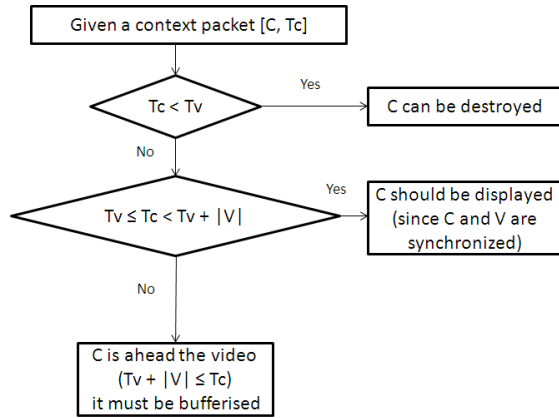 Given a context packet [C, Tc]
Tc < Tv
Yes
C can be destroyed
No
Tv ≤ Tc < Tv + |V|
Yes
C should be displayed
(since C and V are
synchronized)
No
C is ahead the video
(Tv + |V| ≤ Tc)
it must be bufferised